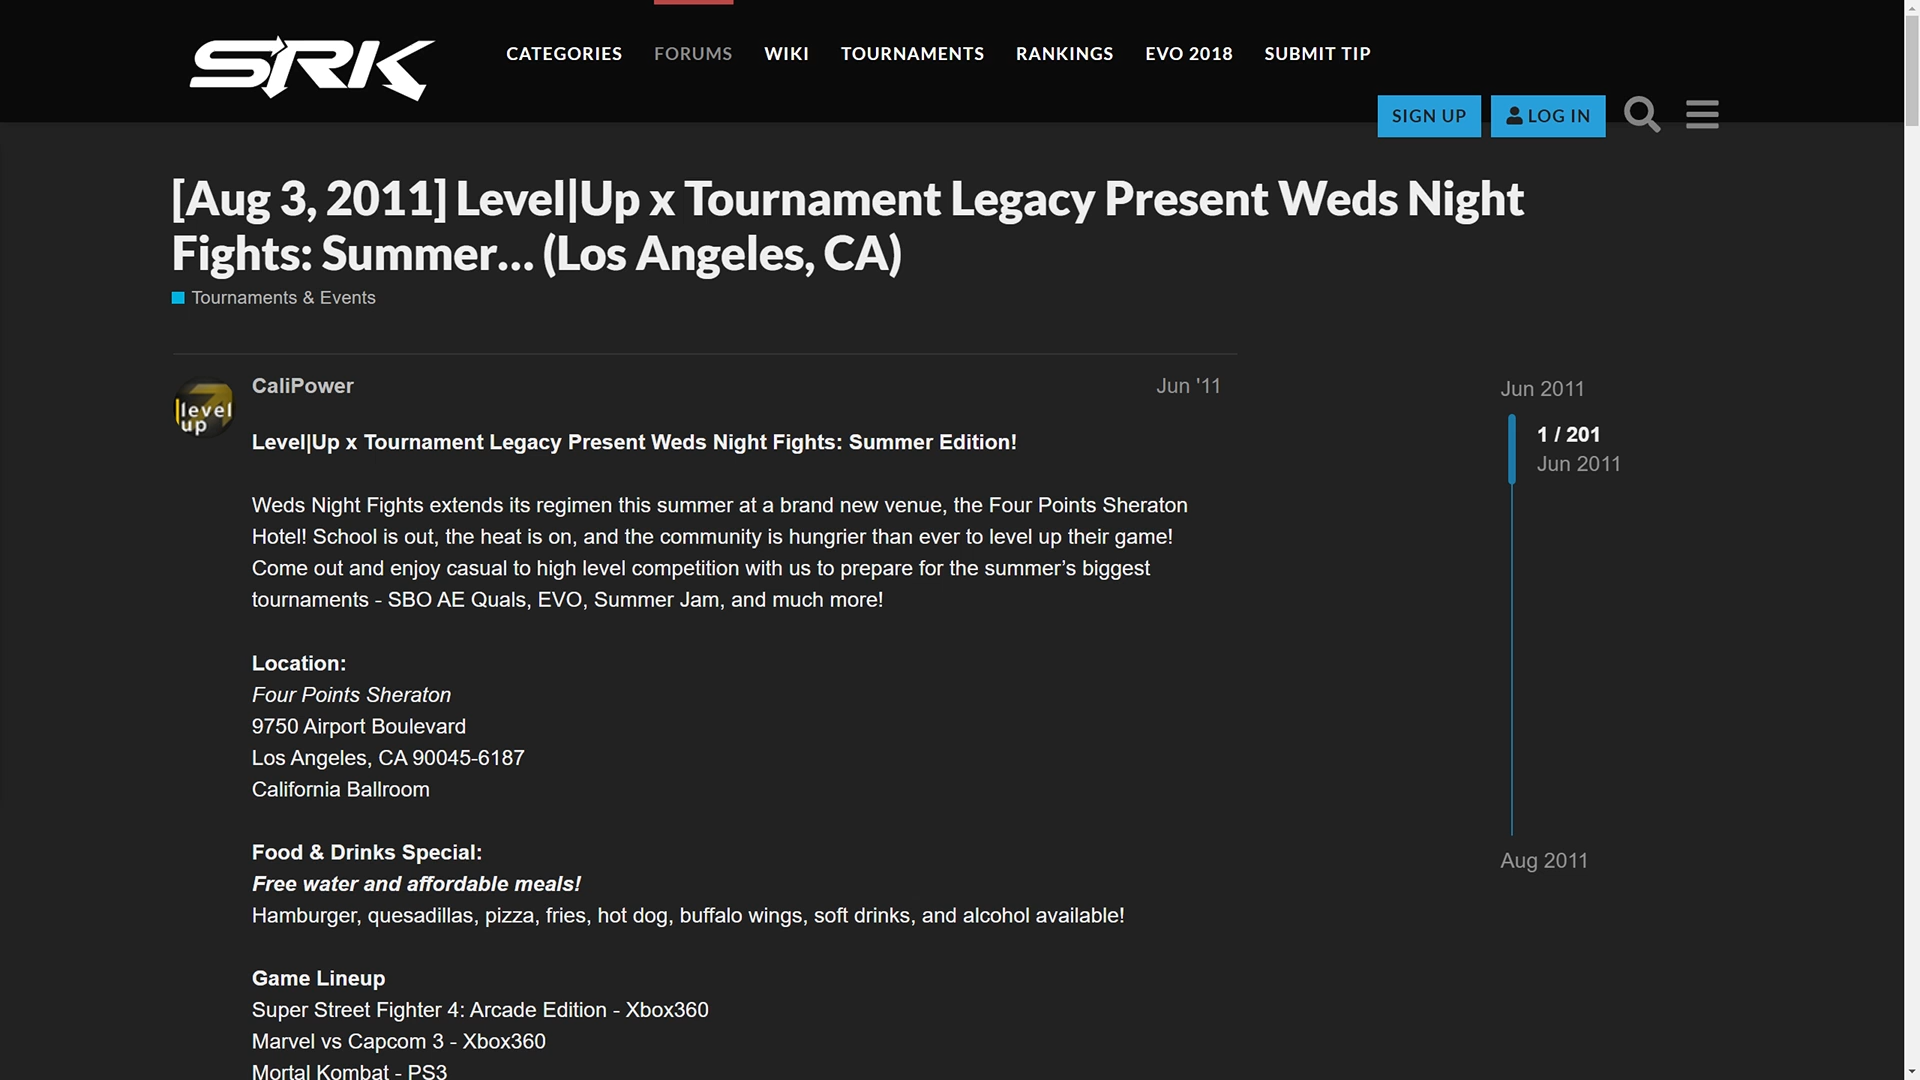 SRK
CATEGORIES FORUMS WIKI TOURNAMENTS RANKINGS EVO 2018 SUBMIT TIP
SIGN UP LOG IN
[Aug 3, 2011] Level|Up x Tournament Legacy Present Weds Night
Fights: Summer... (Los Angeles, CA)
Tournaments & Events
level
up
CaliPower Jun '11
Jun 2011
1 / 201
Jun 2011
Aug 2011
Level|Up x Tournament Legacy Present Weds Night Fights: Summer Edition!
Weds Night Fights extends its regimen this summer at a brand new venue, the Four Points Sheraton
Hotel! School is out, the heat is on, and the community is hungrier than ever to level up their game!
Come out and enjoy casual to high level competition with us to prepare for the summer’s biggest
tournaments - SBO AE Quals, EVO, Summer Jam, and much more!
Location:
Four Points Sheraton
9750 Airport Boulevard
Los Angeles, CA 90045-6187
California Ballroom
Food & Drinks Special:
Free water and affordable meals!
Hamburger, quesadillas, pizza, fries, hot dog, buffalo wings, soft drinks, and alcohol available!
Game Lineup
Super Street Fighter 4: Arcade Edition - Xbox360
Marvel vs Capcom 3 - Xbox360
Mortal Kombat - PS3